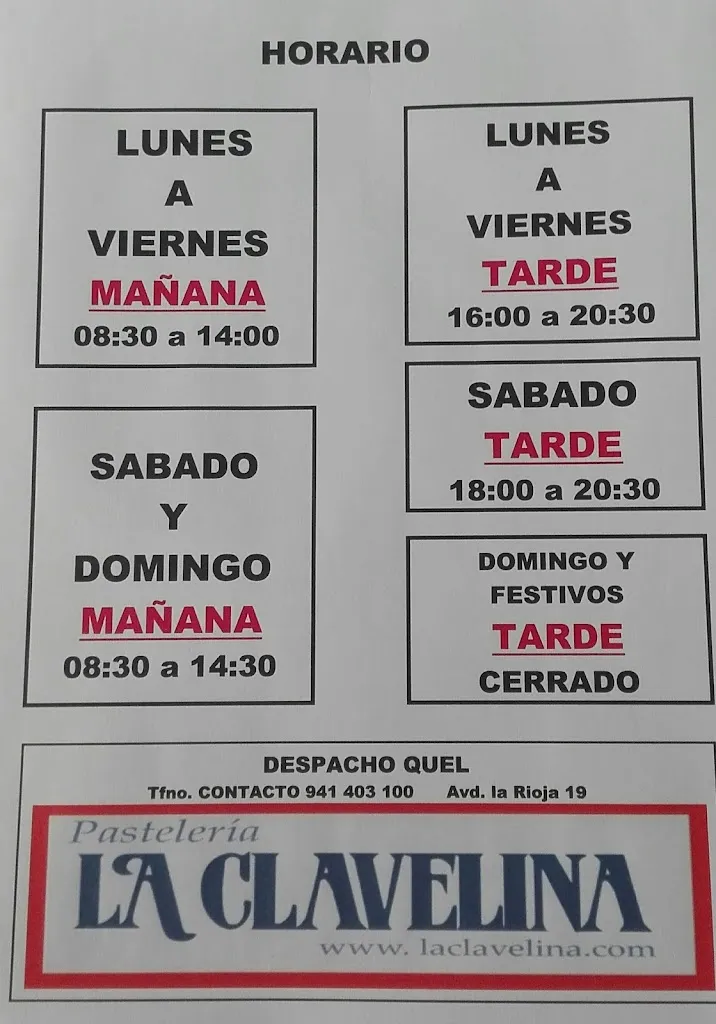 HORARIO
LUNES
A
VIERNES
MAÑANA
08:30 a 14:00
LUNES
A
VIERNES
TARDE
16:00 a 20:30
SABADO
Y
DOMINGO
MAÑANA
08:30 a 14:30
SABADO
TARDE
18:00 a 20:30
DOMINGO Y
FESTIVOS
TARDE
CERRADO
DESPACHO QUEL
Tfno. CONTACTO 941 403 100 Avd. la Rioja 19
Pastelería
LA CLAVELINA
www. laclavelina.com